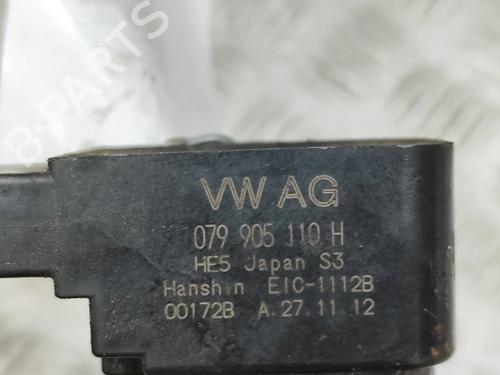 B-PARTS
VW AG
079 905 110 H
HE5 Japan S3
Hanshin EIC-1112B
00172B A.27.11.12